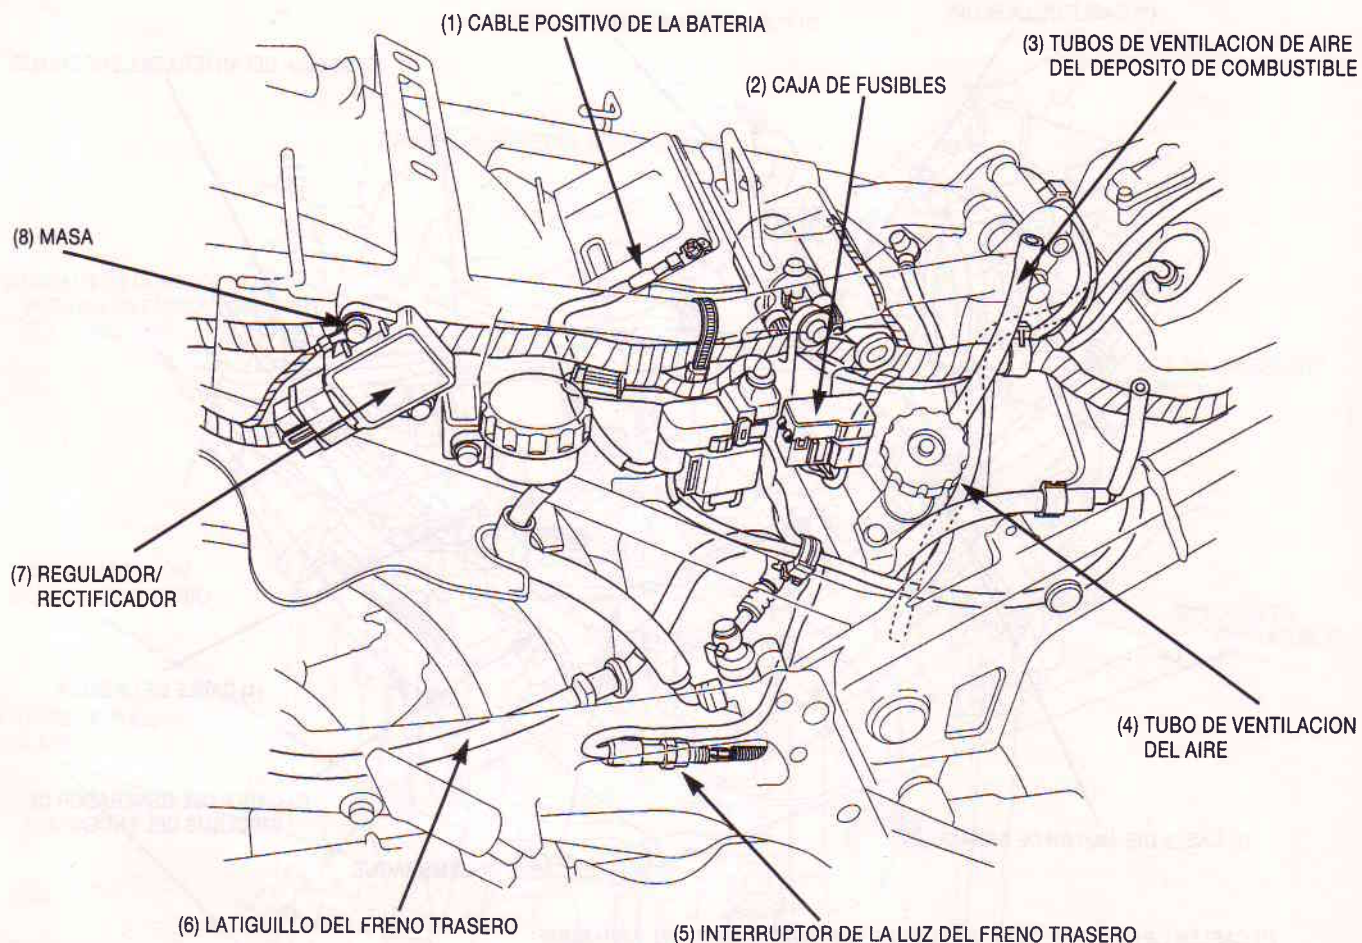 (1) CABLE POSITIVO DE LA BATERIA
(2) CAJA DE FUSIBLES
(3) TUBOS DE VENTILACION DE AIRE
DEL DEPOSITO DE COMBUSTIBLE
(8) MASA
(7) REGULADOR/
RECTIFICADOR
(4) TUBO DE VENTILACION
DEL AIRE
(6) LATIGUILLO DEL FRENO TRASERO
(5) INTERRUPTOR DE LA LUZ DEL FRENO TRASERO